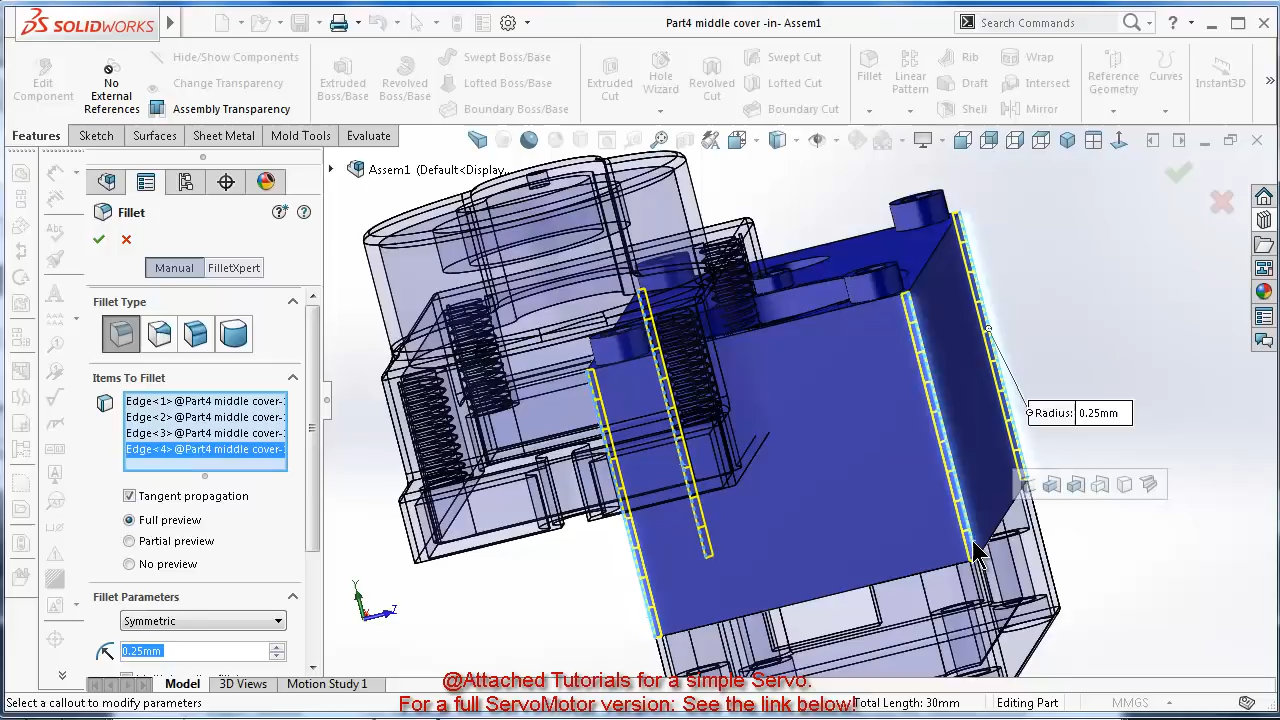 SOLIDWORKS
Part4 middle cover -in- Assem1
Search Commands
Edit Component
No External References
Hide/Show Components
Change Transparency
Assembly Transparency
Extruded Boss/Base
Revolved Boss/Base
Swept Boss/Base
Lofted Boss/Base
Boundary Boss/Base
Extruded Cut
Hole Wizard
Revolved Cut
Swept Cut
Lofted Cut
Boundary Cut
Fillet
Linear Pattern
Rib
Draft
Shell
Wrap
Intersect
Mirror
Reference Geometry
Curves
Instant3D
Features
Sketch
Surfaces
Sheet Metal
Mold Tools
Evaluate
Assem1 (Default<Display...
Fillet
Manual
FilletXpert
Fillet Type
Items To Fillet
Edge<1> @Part4 middle cover-
Edge<2> @Part4 middle cover-
Edge<3> @Part4 middle cover-
Edge<4> @Part4 middle cover-
Tangent propagation
Full preview
Partial preview
No preview
Fillet Parameters
Symmetric
0.25mm
Radius: 0.25mm
Y
Z
Model
3D Views
Motion Study 1
@Attached Tutorials for a simple Servo.
For a full ServoMotor version: See the link below!
Select a callout to modify parameters
Total Length: 30mm
Editing Part
MMGS